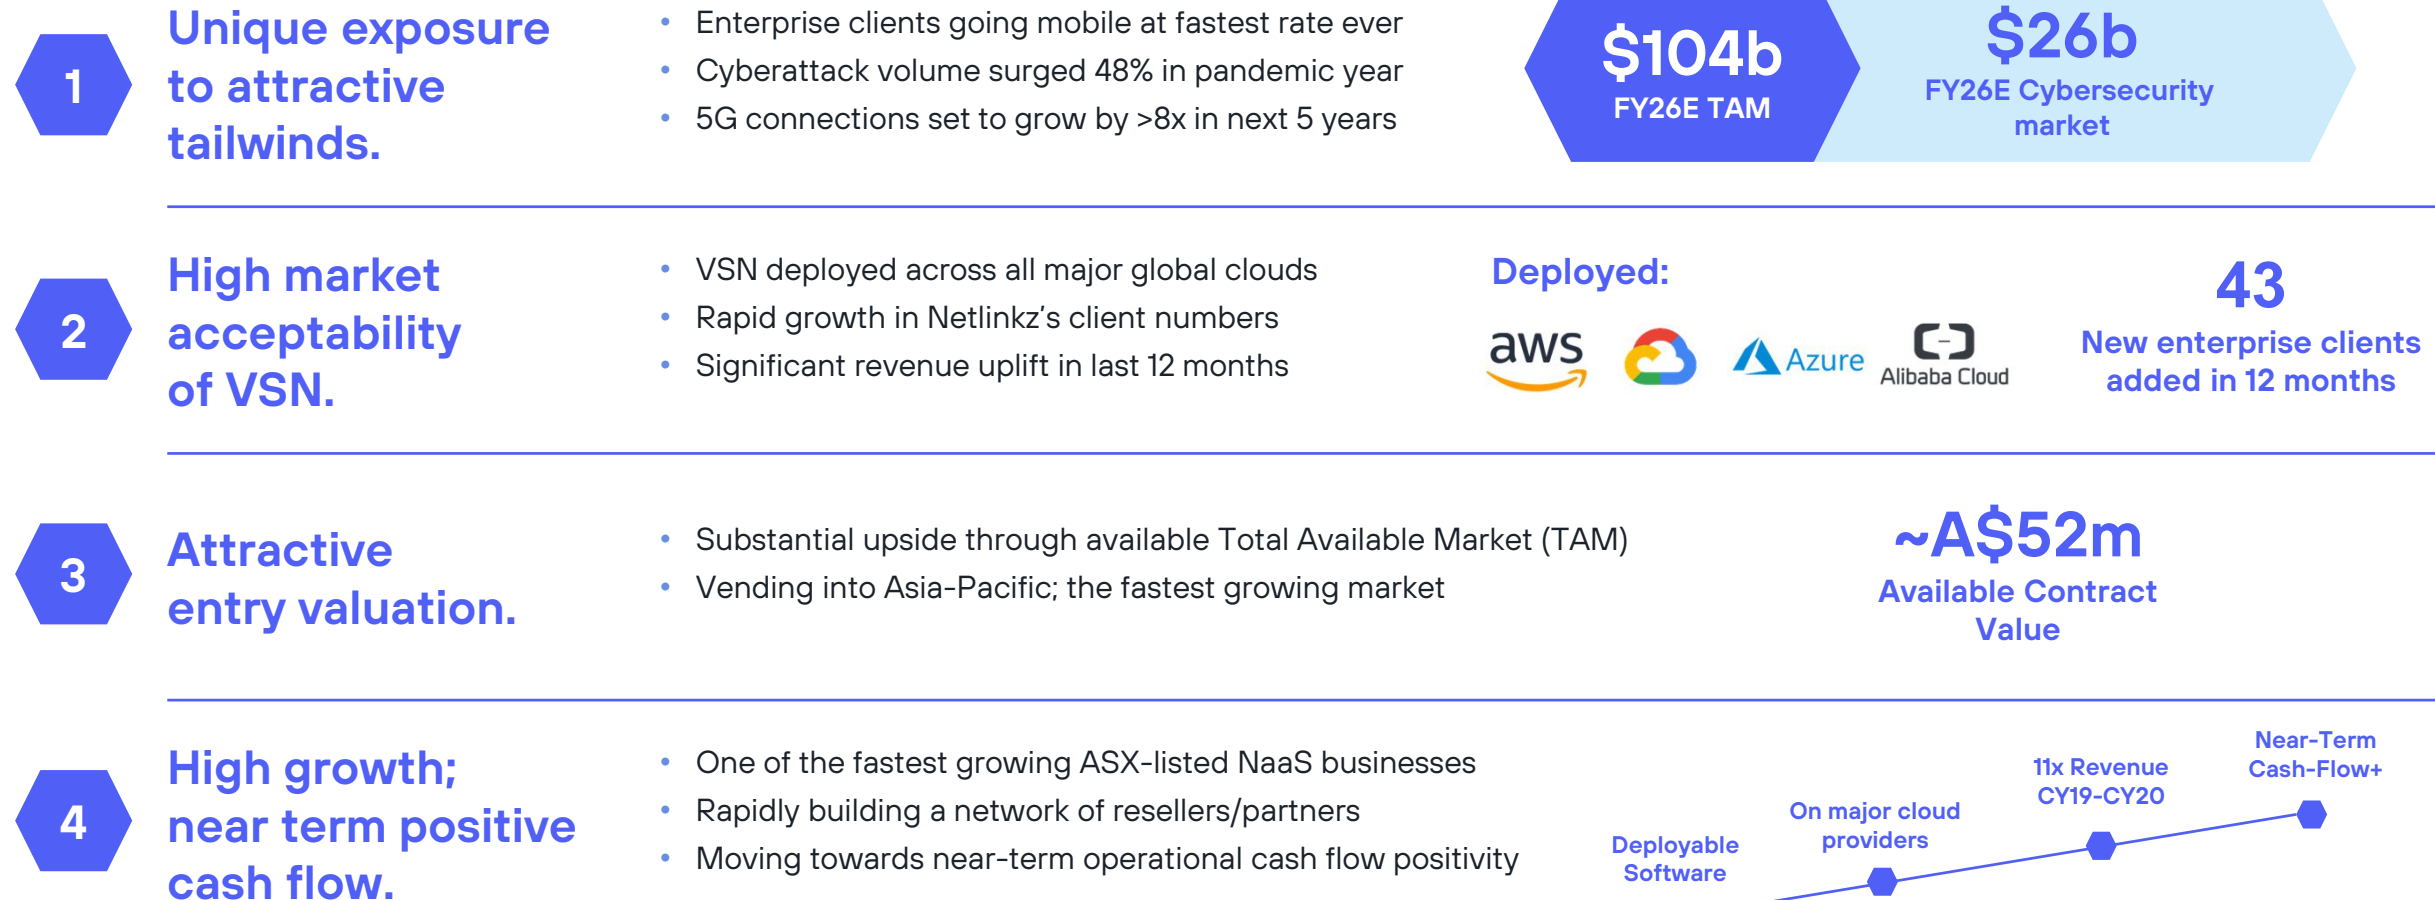 1
Unique exposure
to attractive
tailwinds.
• Enterprise clients going mobile at fastest rate ever
• Cyberattack volume surged 48% in pandemic year
• 5G connections set to grow by >8x in next 5 years
$104b
FY26E TAM
$26b
FY26E Cybersecurity
market
2
High market
acceptability
of VSN.
• VSN deployed across all major global clouds
• Rapid growth in Netlinkz’s client numbers
• Significant revenue uplift in last 12 months
Deployed:
aws
Azure
Alibaba Cloud
43
New enterprise clients
added in 12 months
3
Attractive
entry valuation.
• Substantial upside through available Total Available Market (TAM)
• Vending into Asia-Pacific; the fastest growing market
~A$52m
Available Contract
Value
4
High growth;
near term positive
cash flow.
• One of the fastest growing ASX-listed NaaS businesses
• Rapidly building a network of resellers/partners
• Moving towards near-term operational cash flow positivity
Deployable
Software
On major cloud
providers
11x Revenue
CY19-CY20
Near-Term
Cash-Flow+